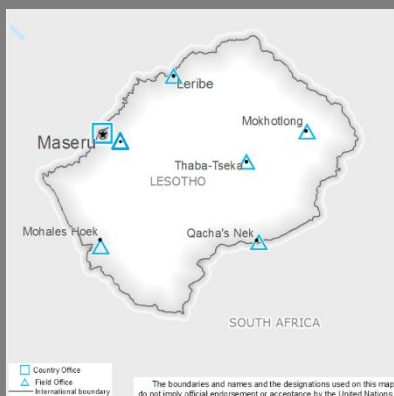 Leribe
Mokhotlong
Maseru
Thaba-Tseka
LESOTHO
Mohales Hoek
Qacha's Nek
SOUTH AFRICA
Country Office
Field Office
International boundary
The boundaries and names and the designations used on this map
do not imply official endorsement or acceptance by the United Nations